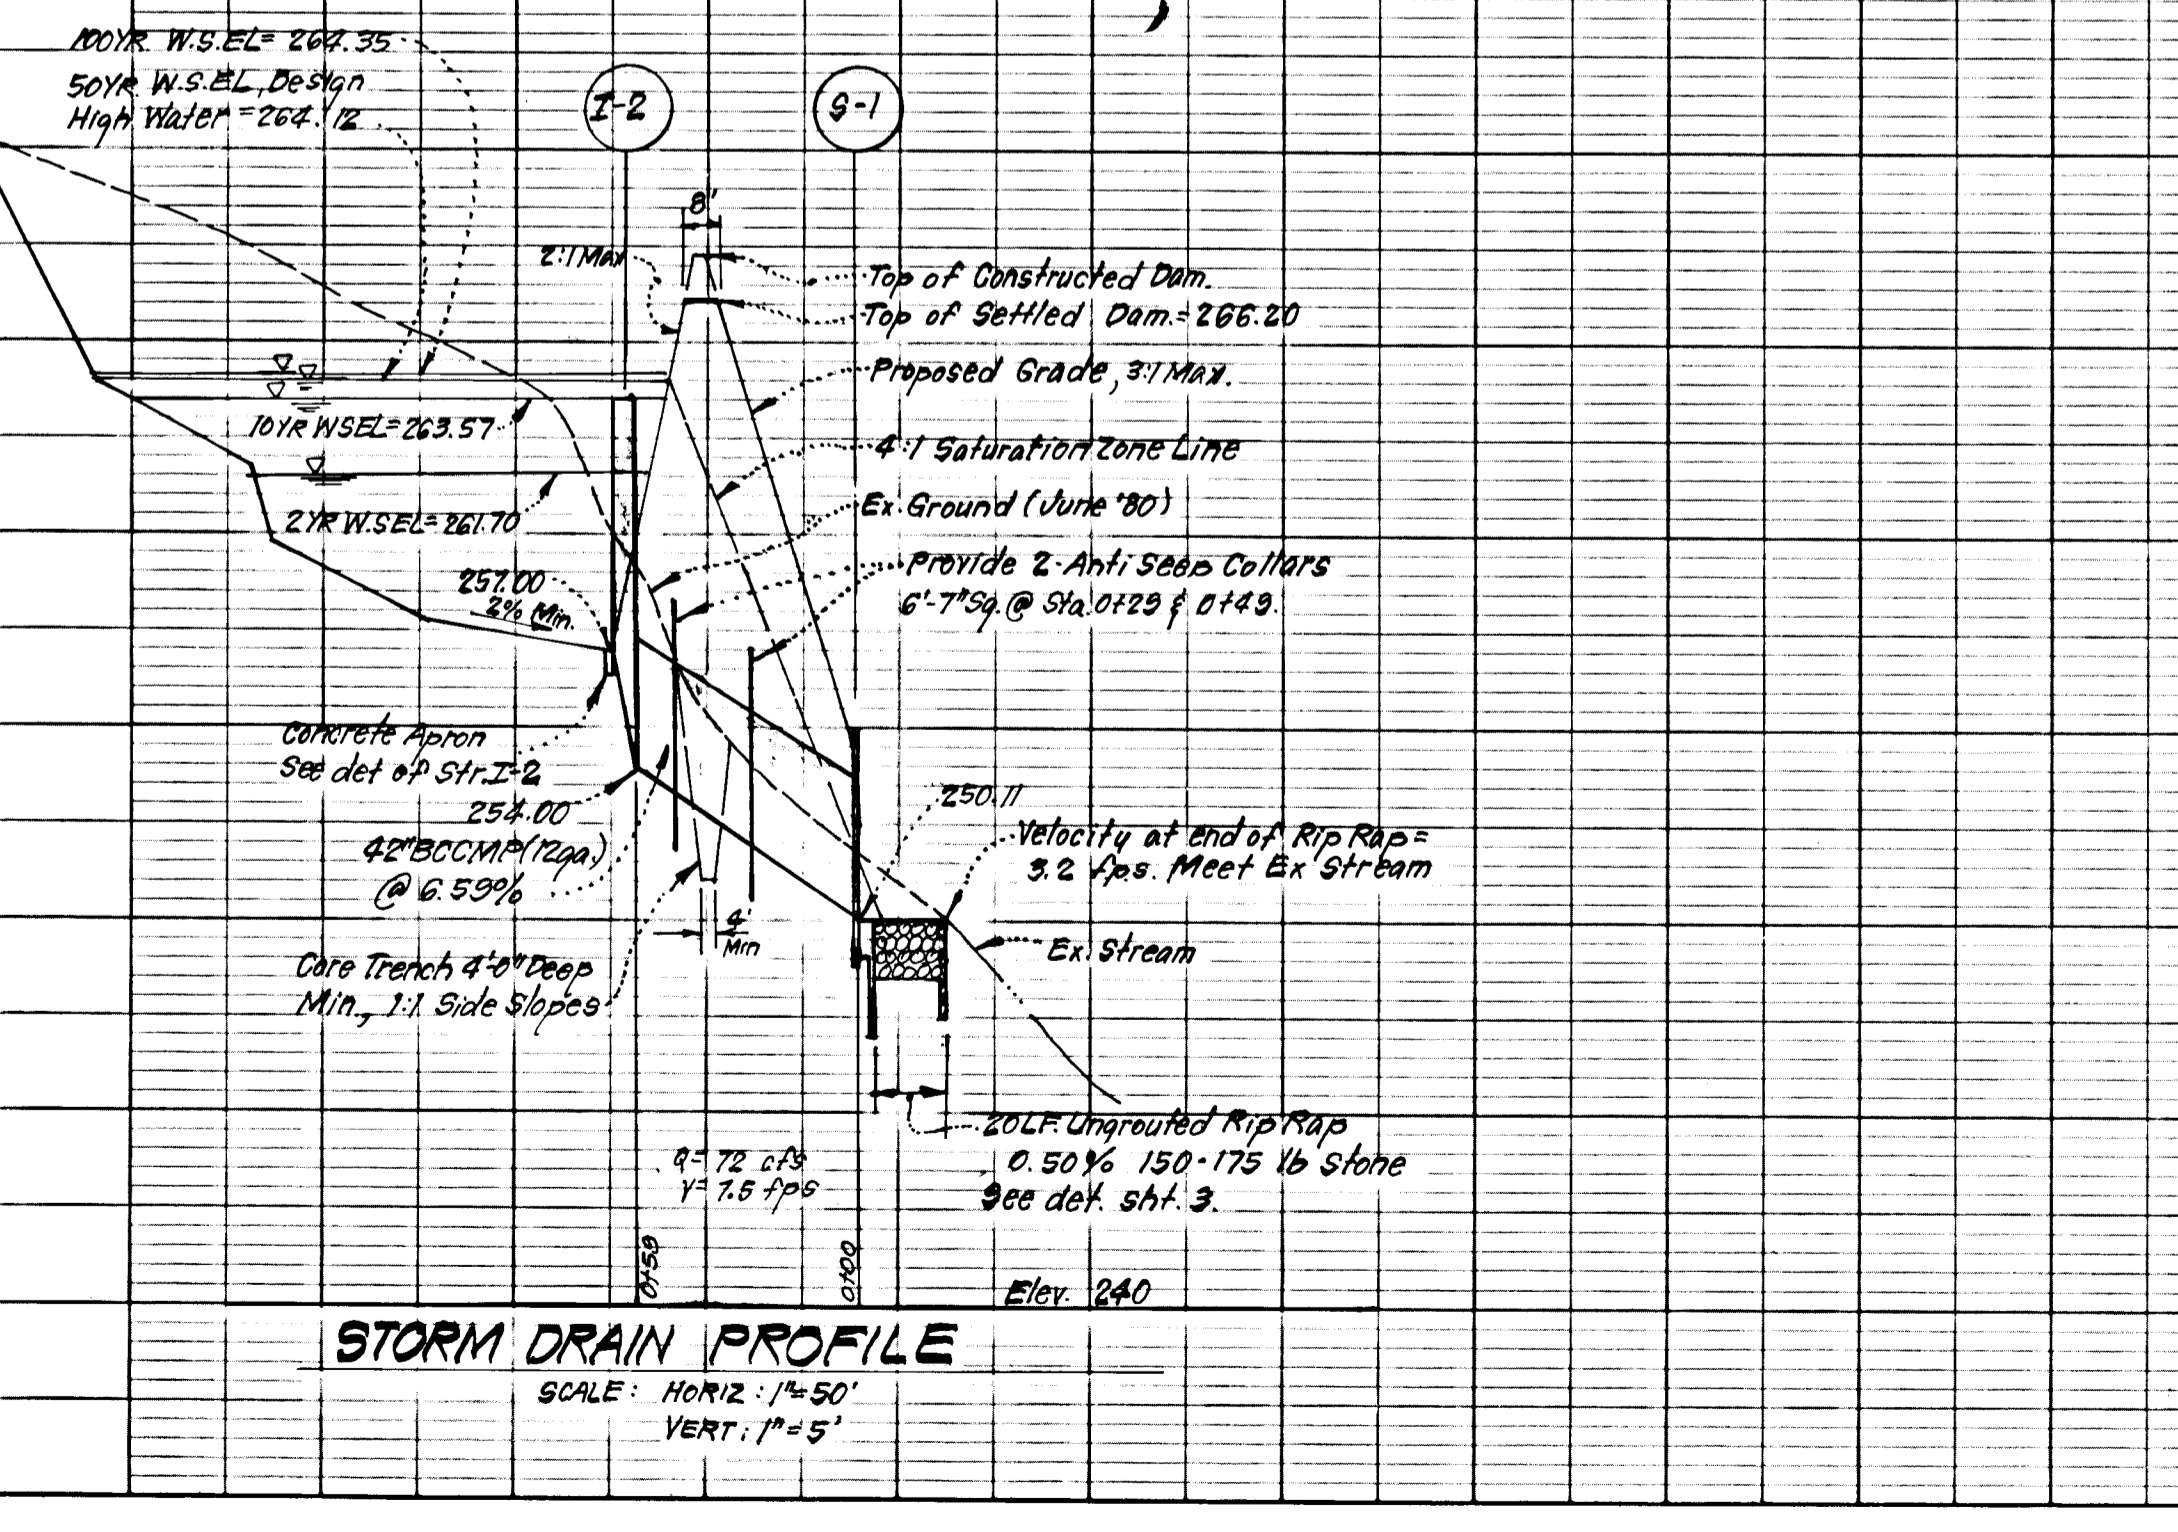 100YR. W.S.EL= 264.35
50YR. W.S.EL, Design
High Water = 264.12
I-2
S-1
8'
2:1 Max
Top of Constructed Dam.
Top of Settled Dam.= 266.20
Proposed Grade, 3:1 Max.
10YR WSEL=263.57
4:1 Saturation Zone Line
Ex. Ground (June '80)
2YR W.SEL= 261.70
257.00
2% Min.
Provide 2-Anti Seep Collars
6'-7" Sq. @ Sta. 0+29 & 0+49.
Concrete Apron
See det of Str. I-2
254.00
42" BCCMP (12ga.)
@ 6.59%
250.11
Velocity at end of Rip Rap =
3.2 fps. Meet Ex Stream
4'
Min
Ex. Stream
Core Trench 4'-0" Deep
Min., 1:1 Side Slopes
20 LF. Ungrouted Rip Rap
0.50% 150-175 lb stone
See det. sht. 3.
Q= 72 cfs
V= 7.5 fps
0+59
0+00
Elev. 240
STORM DRAIN PROFILE
SCALE: HORIZ: 1"=50'
VERT: 1"=5'